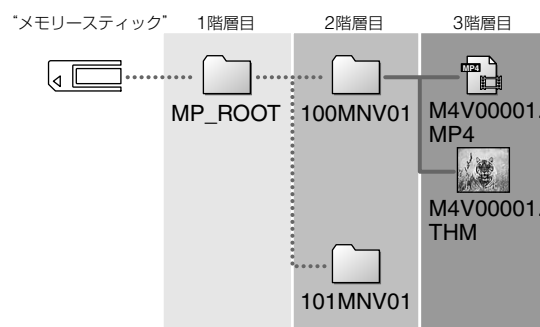 “メモリースティック” 1階層目 2階層目 3階層目
MP4
MP_ROOT 100MNV01 M4V00001.
MP4
M4V00001.
THM
101MNV01